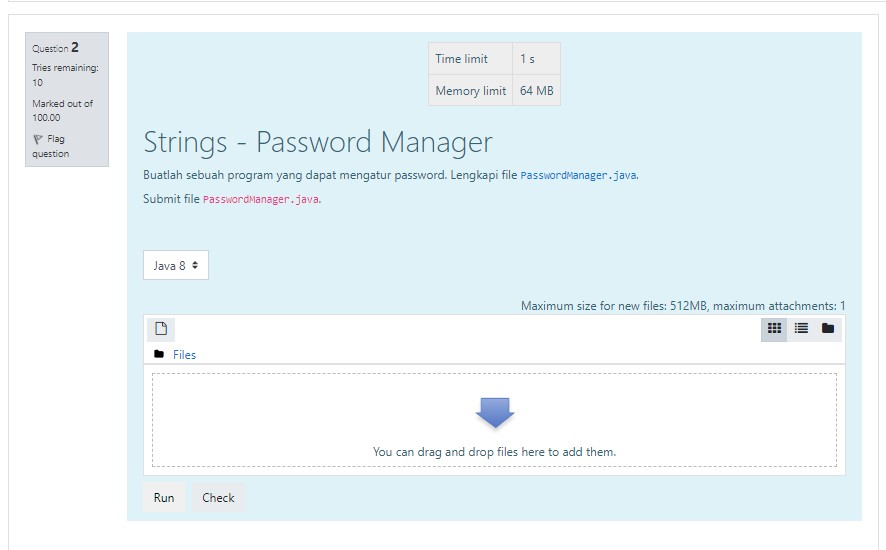 Question 2
Tries remaining:
10
Marked out of
100.00
Flag
question
Time limit 1 s
Memory limit 64 MB
Strings - Password Manager
Buatlah sebuah program yang dapat mengatur password. Lengkapi file PasswordManager.java.
Submit file PasswordManager.java.
Java 8
Maximum size for new files: 512MB, maximum attachments: 1
Files
You can drag and drop files here to add them.
Run Check